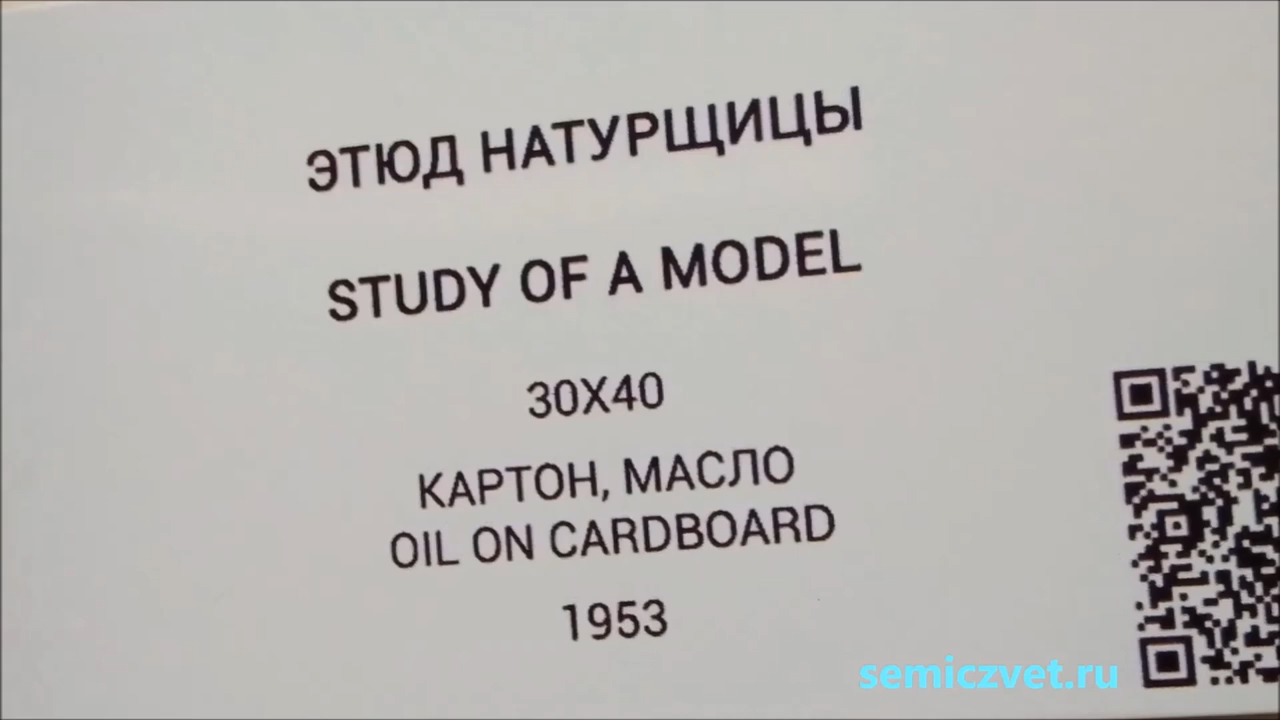 ЭТЮД НАТУРЩИЦЫ
STUDY OF A MODEL
30X40
КАРТОН, МАСЛО
OIL ON CARDBOARD
1953
semiczvet.ru